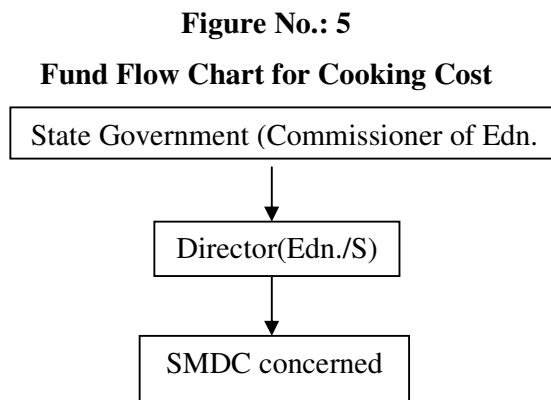 Figure No.: 5
Fund Flow Chart for Cooking Cost
State Government (Commissioner of Edn.
Director(Edn./S)
SMDC concerned